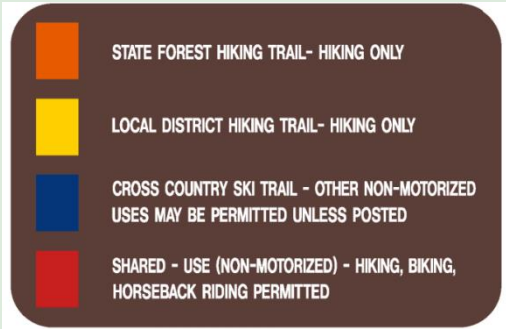 STATE FOREST HIKING TRAIL- HIKING ONLY
LOCAL DISTRICT HIKING TRAIL- HIKING ONLY
CROSS COUNTRY SKI TRAIL - OTHER NON-MOTORIZED
USES MAY BE PERMITTED UNLESS POSTED
SHARED - USE (NON-MOTORIZED) - HIKING, BIKING,
HORSEBACK RIDING PERMITTED